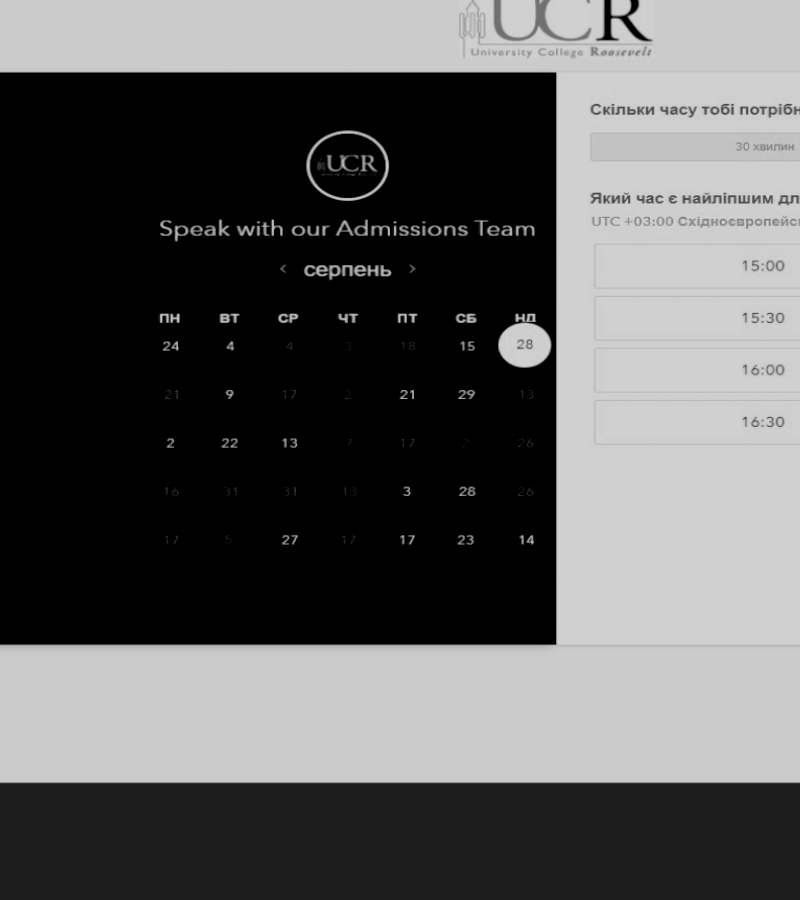 UCR
University College Roosevelt
UCR
Speak with our Admissions Team
‹ серпень ›
ПН ВТ СР ЧТ ПТ СБ НД
24 4 4 3 18 15 28
21 9 17 2 21 29 13
2 22 13 7 17 2 26
16 31 31 13 3 28 26
17 5 27 17 17 23 14
Скільки часу тобі потрібн
30 хвилин
Який час є найліпшим дл
UTC +03:00 Східноєвропейсь
15:00
15:30
16:00
16:30